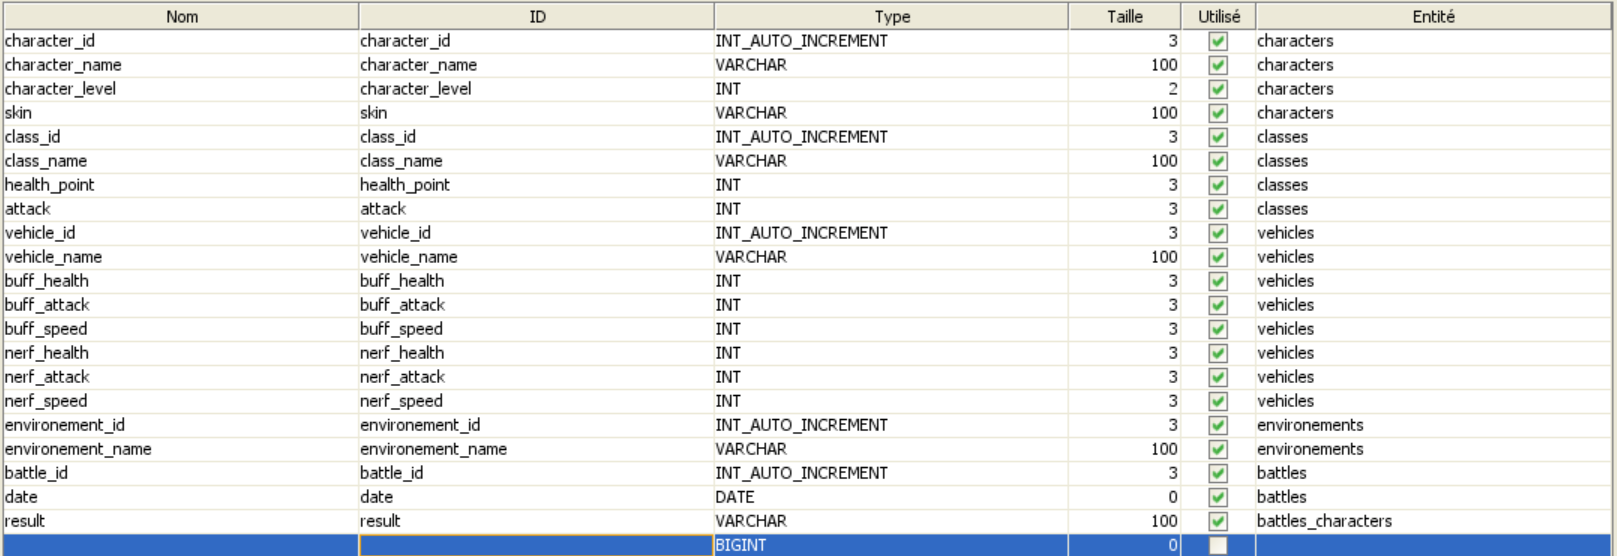 Nom ID Type Taille Utilisé Entité
character_id character_id INT_AUTO_INCREMENT 3 characters
character_name character_name VARCHAR 100 characters
character_level character_level INT 2 characters
skin skin VARCHAR 100 characters
class_id class_id INT_AUTO_INCREMENT 3 classes
class_name class_name VARCHAR 100 classes
health_point health_point INT 3 classes
attack attack INT 3 classes
vehicle_id vehicle_id INT_AUTO_INCREMENT 3 vehicles
vehicle_name vehicle_name VARCHAR 100 vehicles
buff_health buff_health INT 3 vehicles
buff_attack buff_attack INT 3 vehicles
buff_speed buff_speed INT 3 vehicles
nerf_health nerf_health INT 3 vehicles
nerf_attack nerf_attack INT 3 vehicles
nerf_speed nerf_speed INT 3 vehicles
environement_id environement_id INT_AUTO_INCREMENT 3 environements
environement_name environement_name VARCHAR 100 environements
battle_id battle_id INT_AUTO_INCREMENT 3 battles
date date DATE 0 battles
result result VARCHAR 100 battles_characters
BIGINT 0